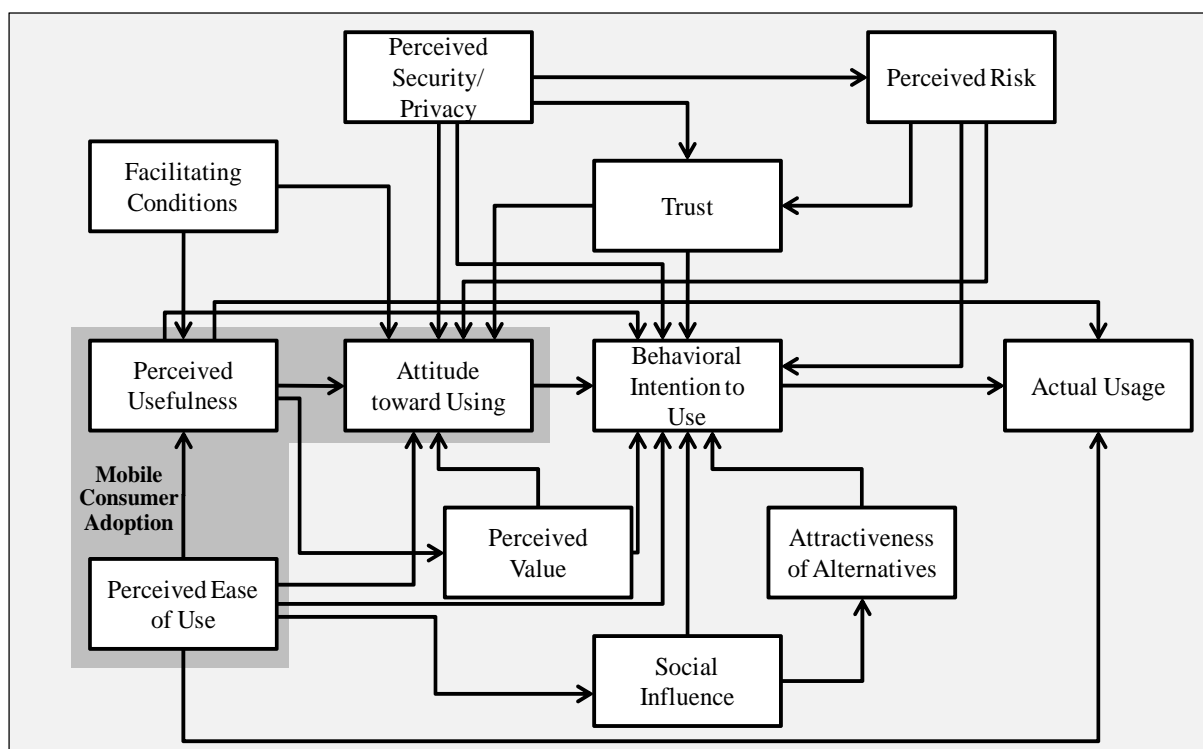 Perceived
Security/
Privacy
Perceived Risk
Facilitating
Conditions
Trust
Perceived
Usefulness
Attitude
toward Using
Behavioral
Intention to
Use
Actual Usage
Mobile
Consumer
Adoption
Perceived
Value
Attractiveness
of Alternatives
Perceived Ease
of Use
Social
Influence